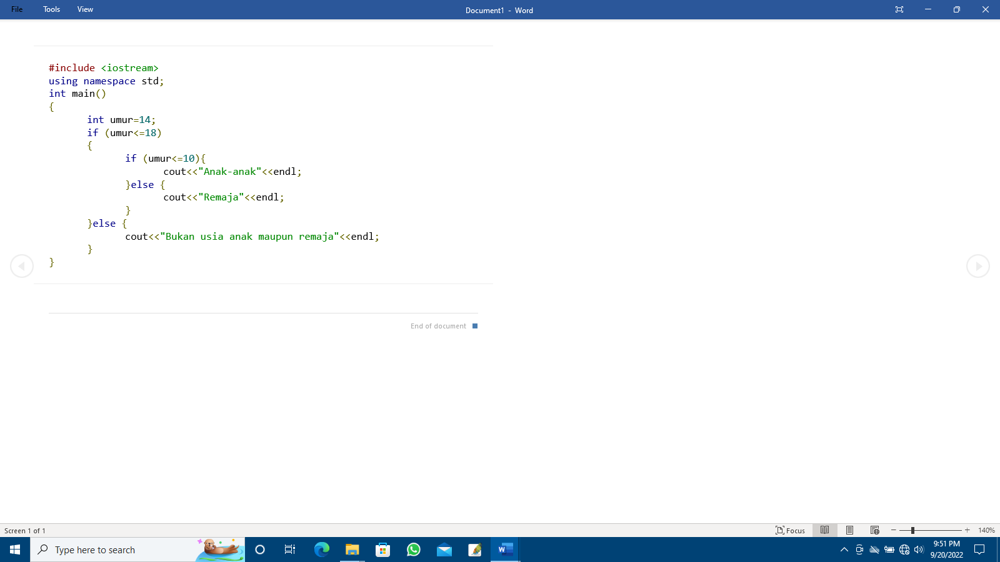 File Tools View Document1 - Word
#include <iostream>
using namespace std;
int main()
{
int umur=14;
if (umur<=18)
{
if (umur<=10){
cout<<"Anak-anak"<<endl;
}else {
cout<<"Remaja"<<endl;
}
}else {
cout<<"Bukan usia anak maupun remaja"<<endl;
}
}
End of document
Screen 1 of 1 Focus 140%
Type here to search 9:51 PM
9/20/2022